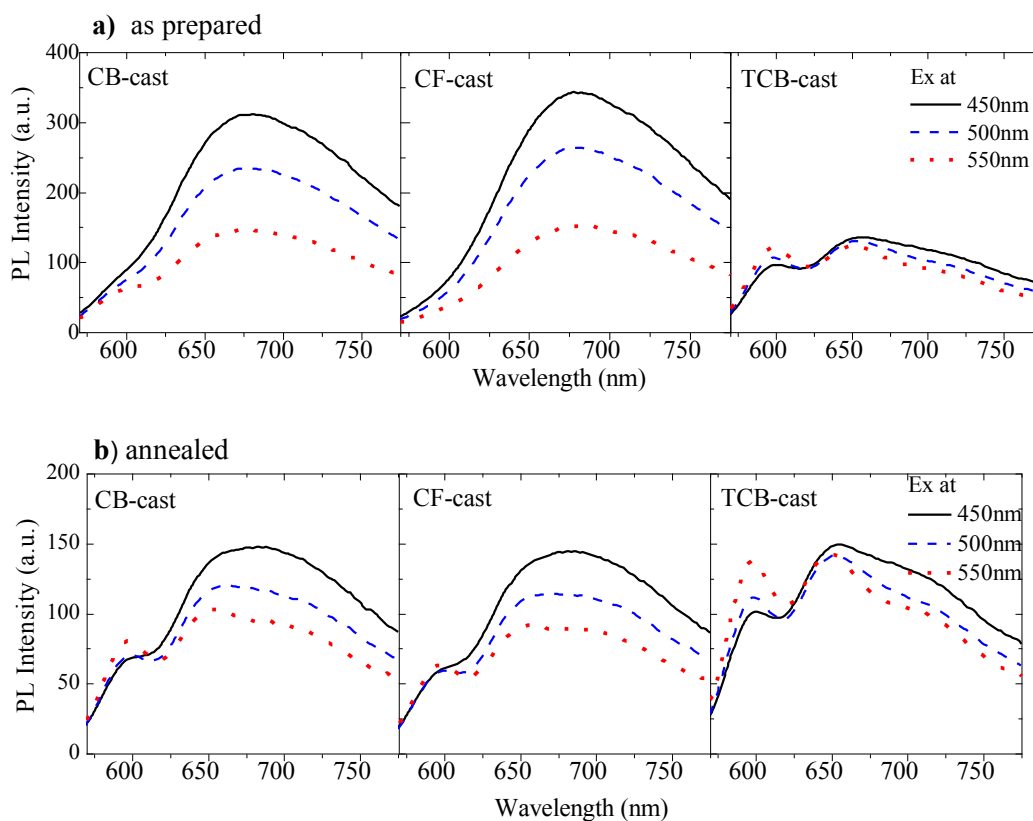 a) as prepared
400
300
200
100
0
PL Intensity (a.u.)
CB-cast
CF-cast
TCB-cast
Ex at
450nm
500nm
550nm
600 650 700 750 600 650 700 750 600 650 700 750
Wavelength (nm)
b) annealed
200
150
100
50
0
PL Intensity (a.u.)
CB-cast
CF-cast
TCB-cast
Ex at
450nm
500nm
550nm
600 650 700 750 600 650 700 750 600 650 700 750
Wavelength (nm)